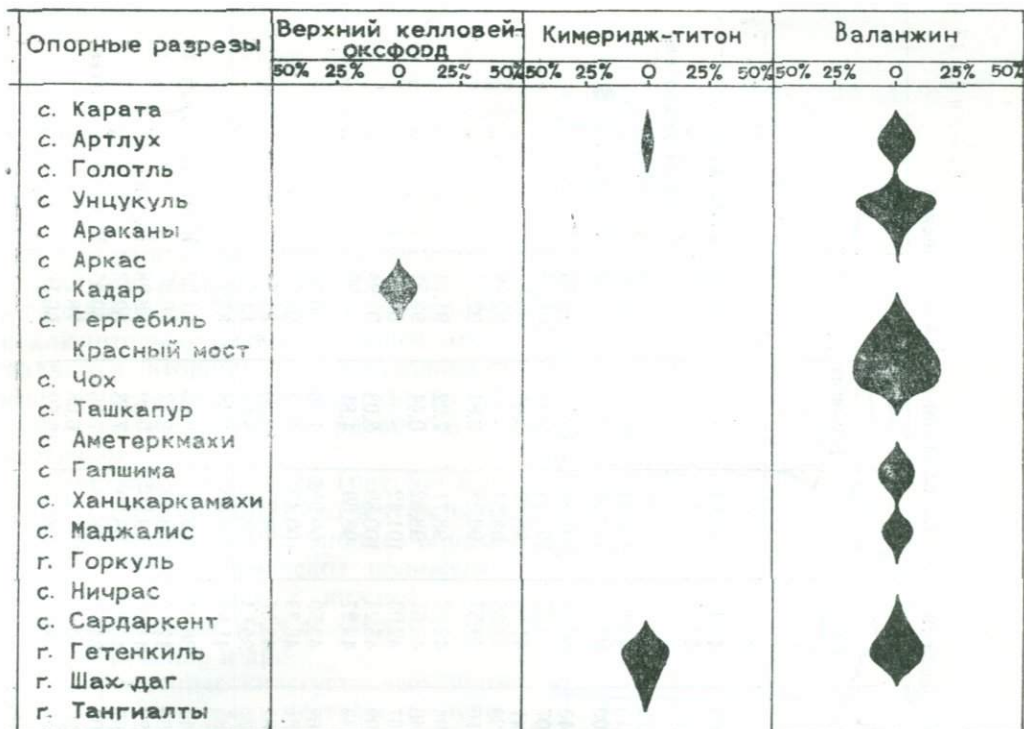 Опорные разрезы
Верхний келловей-
оксфорд
Кимеридж-титон
Валанжин
50% 25% 0 25% 50%
50% 25% 0 25% 50%
50% 25% 0 25% 50%
с. Карата
с. Артлух
с. Голотль
с. Унцукуль
с Араканы
с Аркас
с. Кадар
с. Гергебиль
Красный мост
с. Чох
с. Ташкапур
с Аметеркмахи
с Гапшима
с. Ханцкаркамахи
с. Маджалис
г. Горкуль
с. Ничрас
с. Сардаркент
г. Гетенкиль
г. Шах-даг
г. Тангиалты